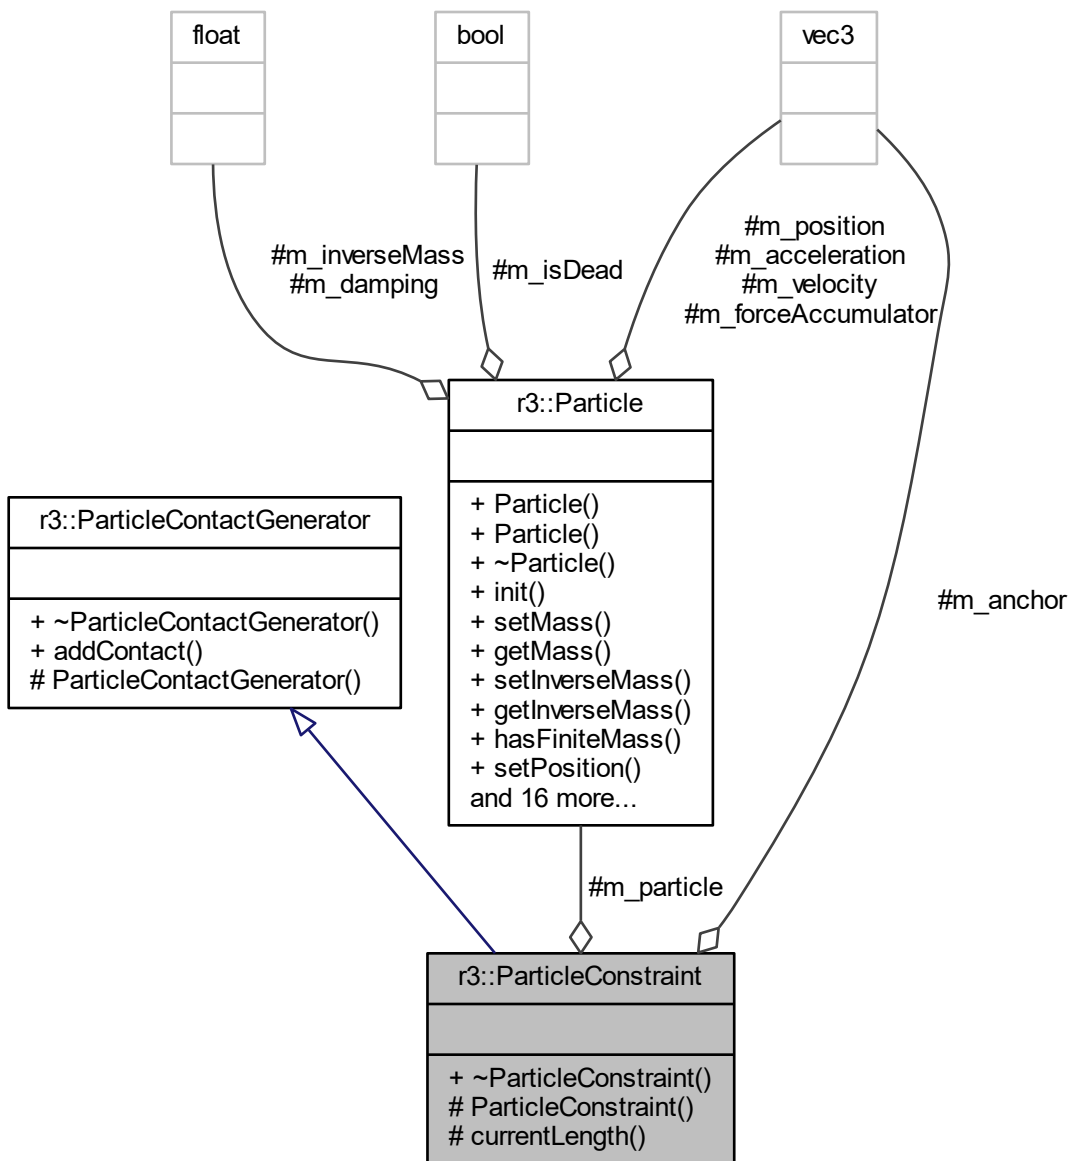 float
bool
vec3
#m_position
#m_acceleration
#m_velocity
#m_forceAccumulator
#m_inverseMass
#m_damping
#m_isDead
r3::Particle
+ Particle()
+ Particle()
+ ~Particle()
+ init()
+ setMass()
+ getMass()
+ setInverseMass()
+ getInverseMass()
+ hasFiniteMass()
+ setPosition()
and 16 more...
r3::ParticleContactGenerator
+ ~ParticleContactGenerator()
+ addContact()
# ParticleContactGenerator()
#m_anchor
#m_particle
r3::ParticleConstraint
+ ~ParticleConstraint()
# ParticleConstraint()
# currentLength()